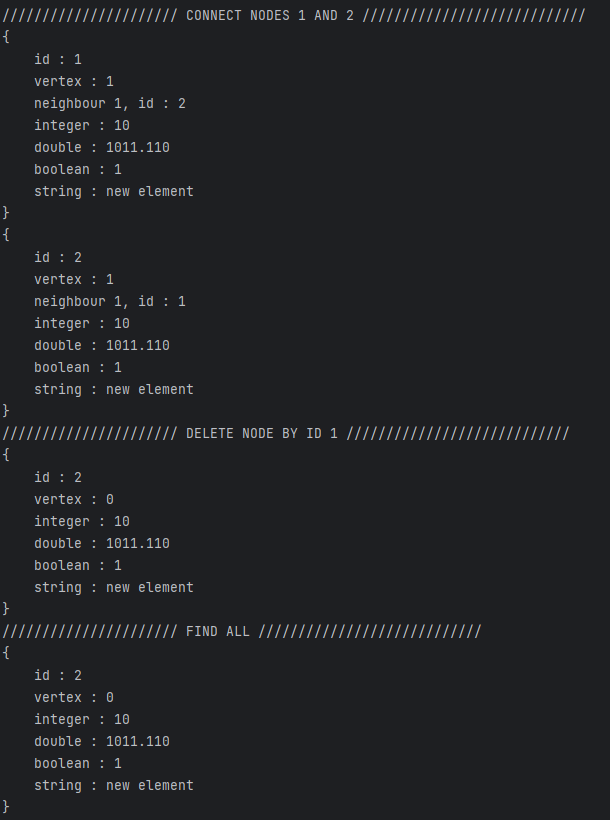 ////////////////////// CONNECT NODES 1 AND 2 ////////////////////////////
{
    id : 1
    vertex : 1
    neighbour 1, id : 2
    integer : 10
    double : 1011.110
    boolean : 1
    string : new element
}
{
    id : 2
    vertex : 1
    neighbour 1, id : 1
    integer : 10
    double : 1011.110
    boolean : 1
    string : new element
}
////////////////////// DELETE NODE BY ID 1 ////////////////////////////
{
    id : 2
    vertex : 0
    integer : 10
    double : 1011.110
    boolean : 1
    string : new element
}
////////////////////// FIND ALL ////////////////////////////
{
    id : 2
    vertex : 0
    integer : 10
    double : 1011.110
    boolean : 1
    string : new element
}